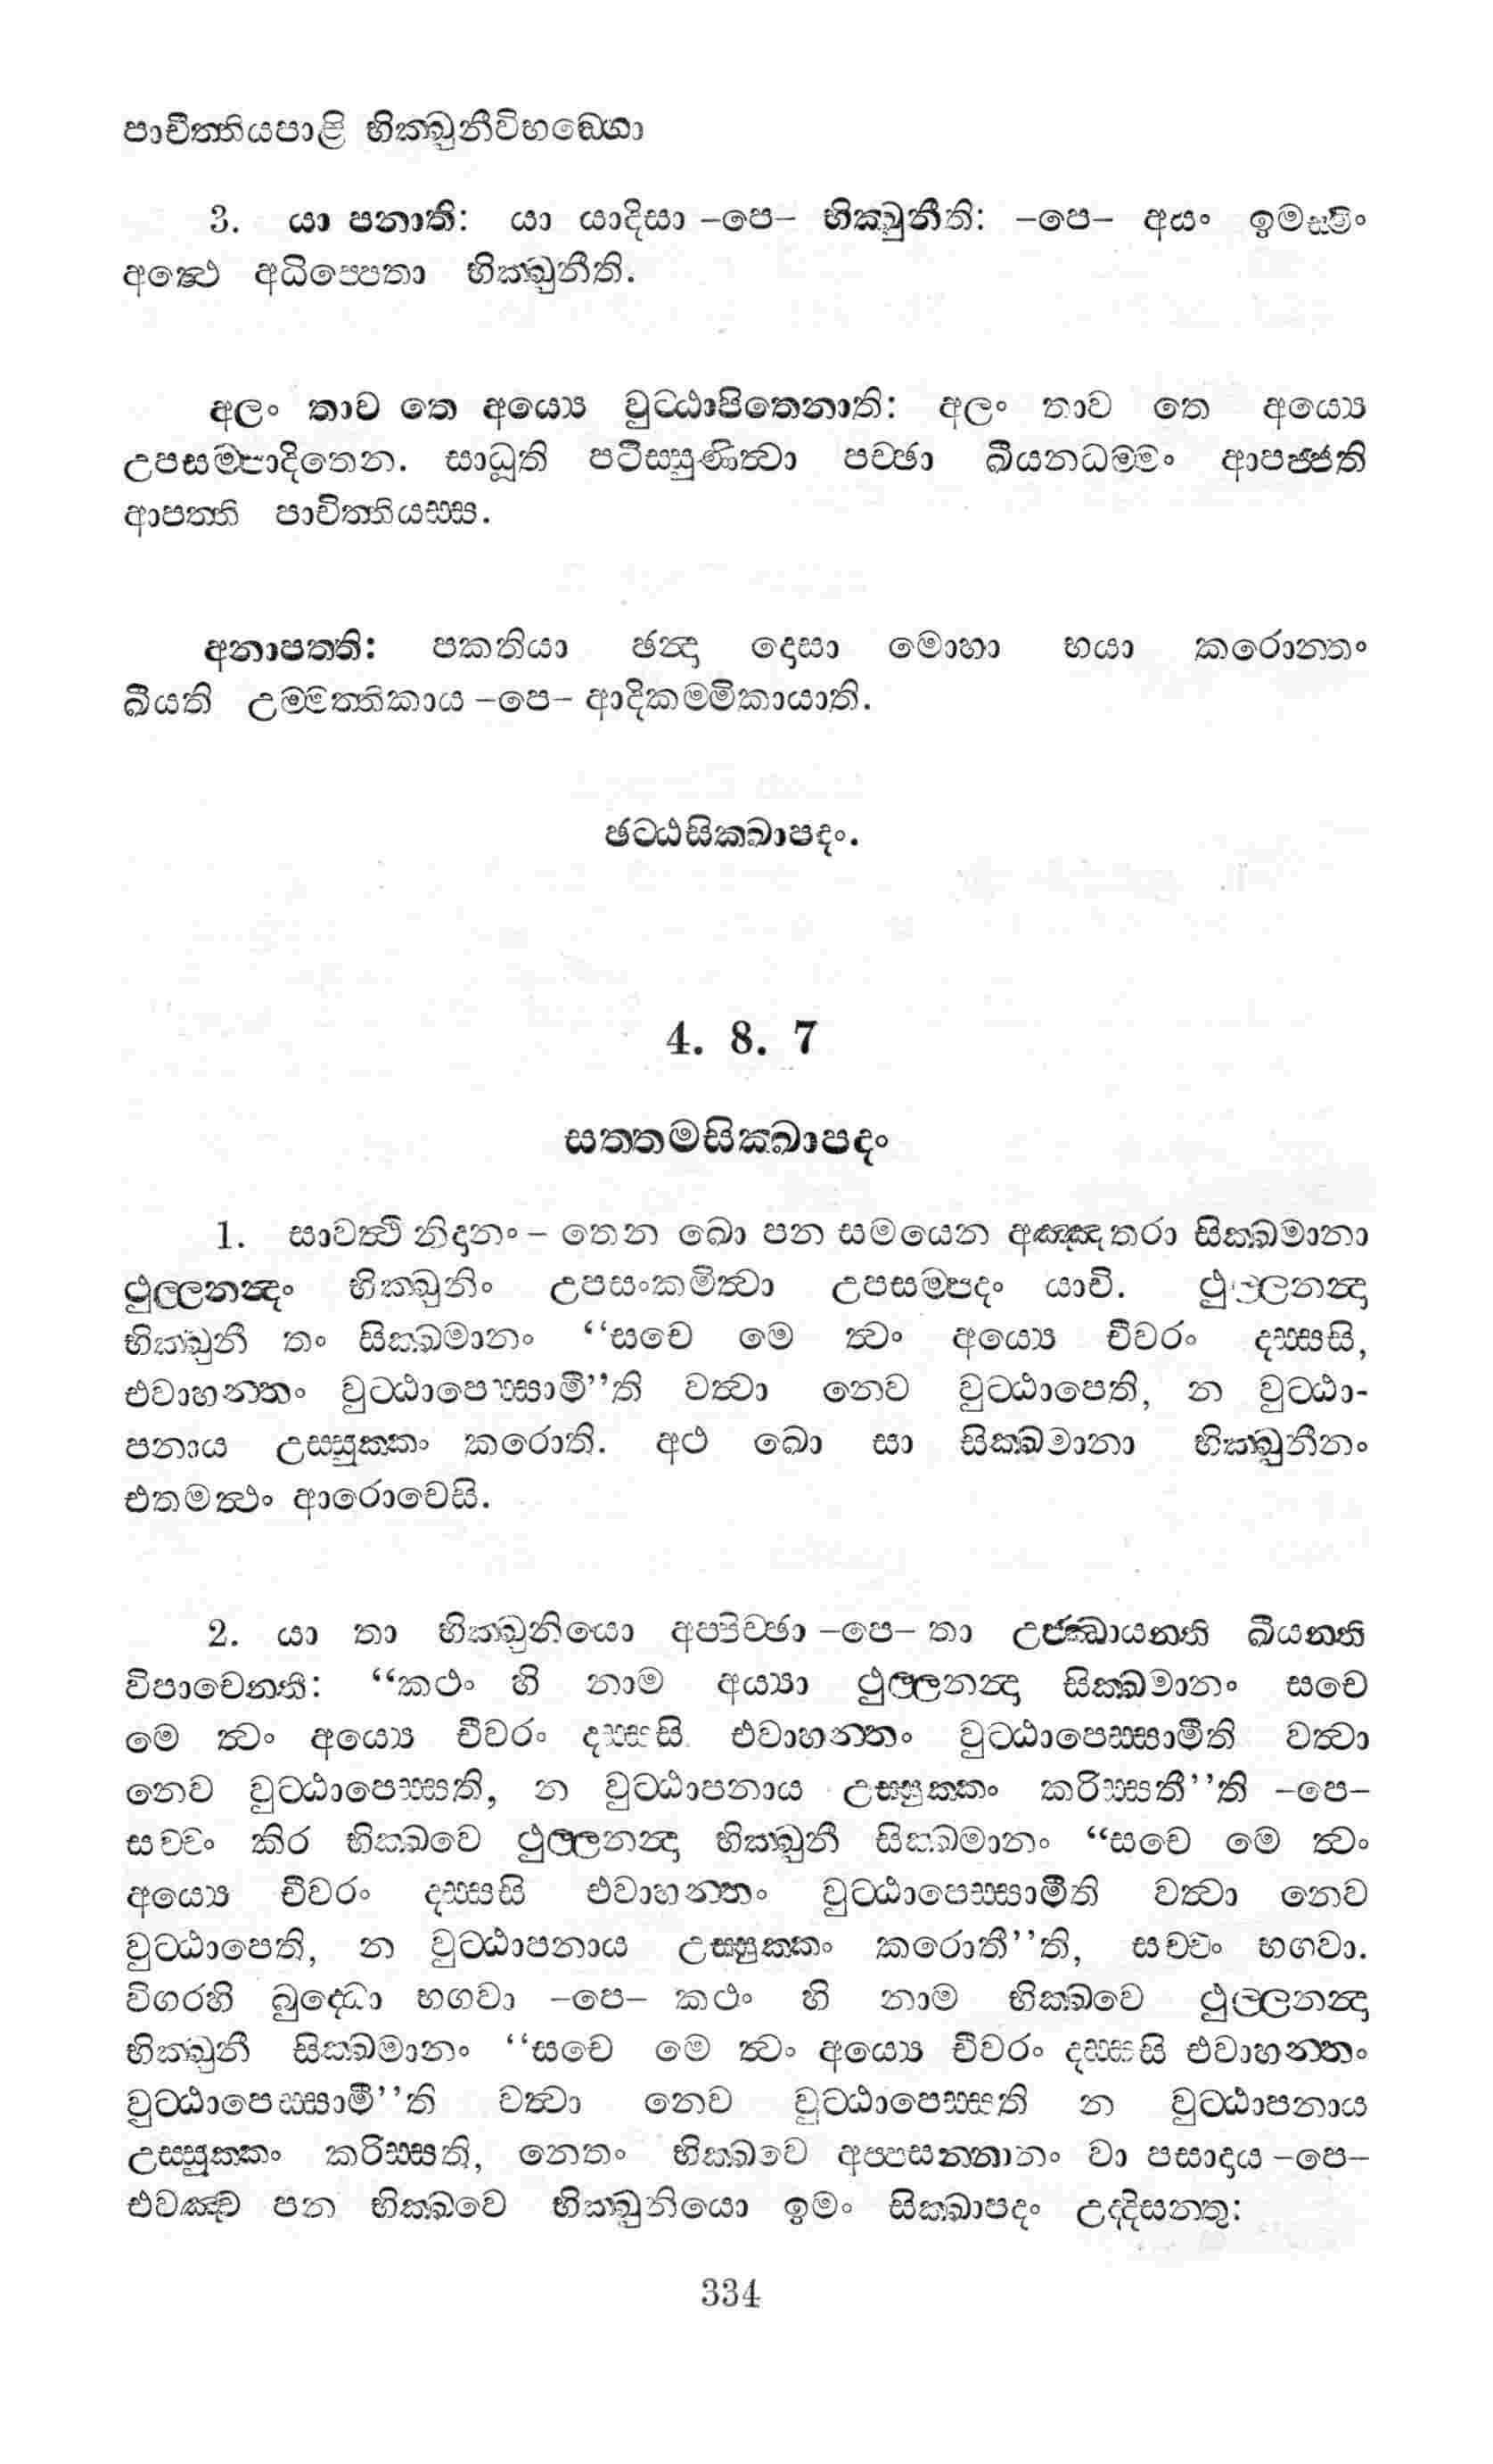 පාචිත්තියපාළි භික්ඛුනීවිභඞ්ගො
3. යා පනාති: යා යාදිසා –පෙ– භික්ඛුනීති: –පෙ– අයං ඉමස්මිං
අත්ථෙ අධිප්පෙතා භික්ඛුනීති.
අලං තාව තෙ අය්‍යෙ වුට්ඨාපිතෙනාති: අලං තාව තෙ අය්‍යෙ
උපසම්පාදිතෙන. සාධූති පටිස්සුණිත්වා පච්ඡා ඛීයනධම්මං ආපජ්ජති
ආපත්ති පාචිත්තියස්ස.
අනාපත්ති: පකතියා ඡන්දා දොසා මොහා භයා කරොන්තං
ඛීයති උම්මත්තිකාය –පෙ– ආදිකම්මිකායාති.
ඡට්ඨසික්ඛාපදං.
4. 8. 7
සත්තමසික්ඛාපදං
1. සාවත්ථි නිදානං – තෙන ඛො පන සමයෙන අඤ්ඤතරා සික්ඛමානා
ථුල්ලනන්දං භික්ඛුනිං උපසංකමිත්වා උපසම්පදං යාචි. ථුල්ලනන්දා
භික්ඛුනී තං සික්ඛමානං “සචෙ මෙ ත්වං අය්‍යෙ චීවරං දස්සසි,
එවාහන්තං වුට්ඨාපෙස්සාමී”ති වත්වා නෙව වුට්ඨාපෙති, න වුට්ඨා-
පනාය උස්සුක්කං කරොති. අථ ඛො සා සික්ඛමානා භික්ඛුනීනං
එතමත්ථං ආරොචෙසි.
2. යා තා භික්ඛුනියො අප්පිච්ඡා –පෙ– තා උජ්ඣායන්ති ඛීයන්ති
විපාචෙන්ති: “කථං හි නාම අය්‍යා ථුල්ලනන්දා සික්ඛමානං සචෙ
මෙ ත්වං අය්‍යෙ චීවරං දස්සසි එවාහන්තං වුට්ඨාපෙස්සාමීති වත්වා
නෙව වුට්ඨාපෙස්සති, න වුට්ඨාපනාය උස්සුක්කං කරිස්සතී”ති –පෙ–
සච්චං කිර භික්ඛවෙ ථුල්ලනන්දා භික්ඛුනී සික්ඛමානං “සචෙ මෙ ත්වං
අය්‍යෙ චීවරං දස්සසි එවාහන්තං වුට්ඨාපෙස්සාමීති වත්වා නෙව
වුට්ඨාපෙති, න වුට්ඨාපනාය උස්සුක්කං කරොතී”ති, සච්චං භගවා.
විගරහි බුද්ධො භගවා –පෙ– කථං හි නාම භික්ඛවෙ ථුල්ලනන්දා
භික්ඛුනී සික්ඛමානං “සචෙ මෙ ත්වං අය්‍යෙ චීවරං දස්සසි එවාහන්තං
වුට්ඨාපෙස්සාමී”ති වත්වා නෙව වුට්ඨාපෙස්සති න වුට්ඨාපනාය
උස්සුක්කං කරිස්සති, නෙතං භික්ඛවෙ අප්පසන්නානං වා පසාදාය –පෙ–
එවඤ්ච පන භික්ඛවෙ භික්ඛුනියො ඉමං සික්ඛාපදං උද්දිසන්තු:
334